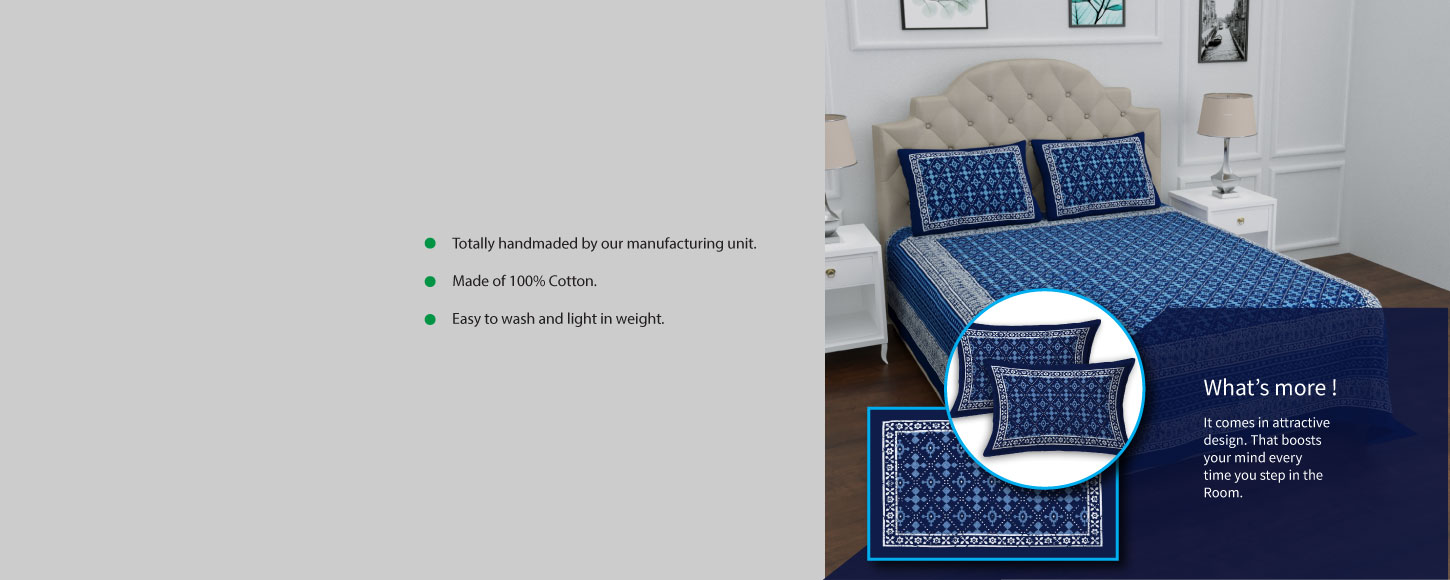 Totally handmaded by our manufacturing unit.
Made of 100% Cotton.
Easy to wash and light in weight.
What's more !
It comes in attractive
design. That boosts
your mind every
time you step in the
Room.